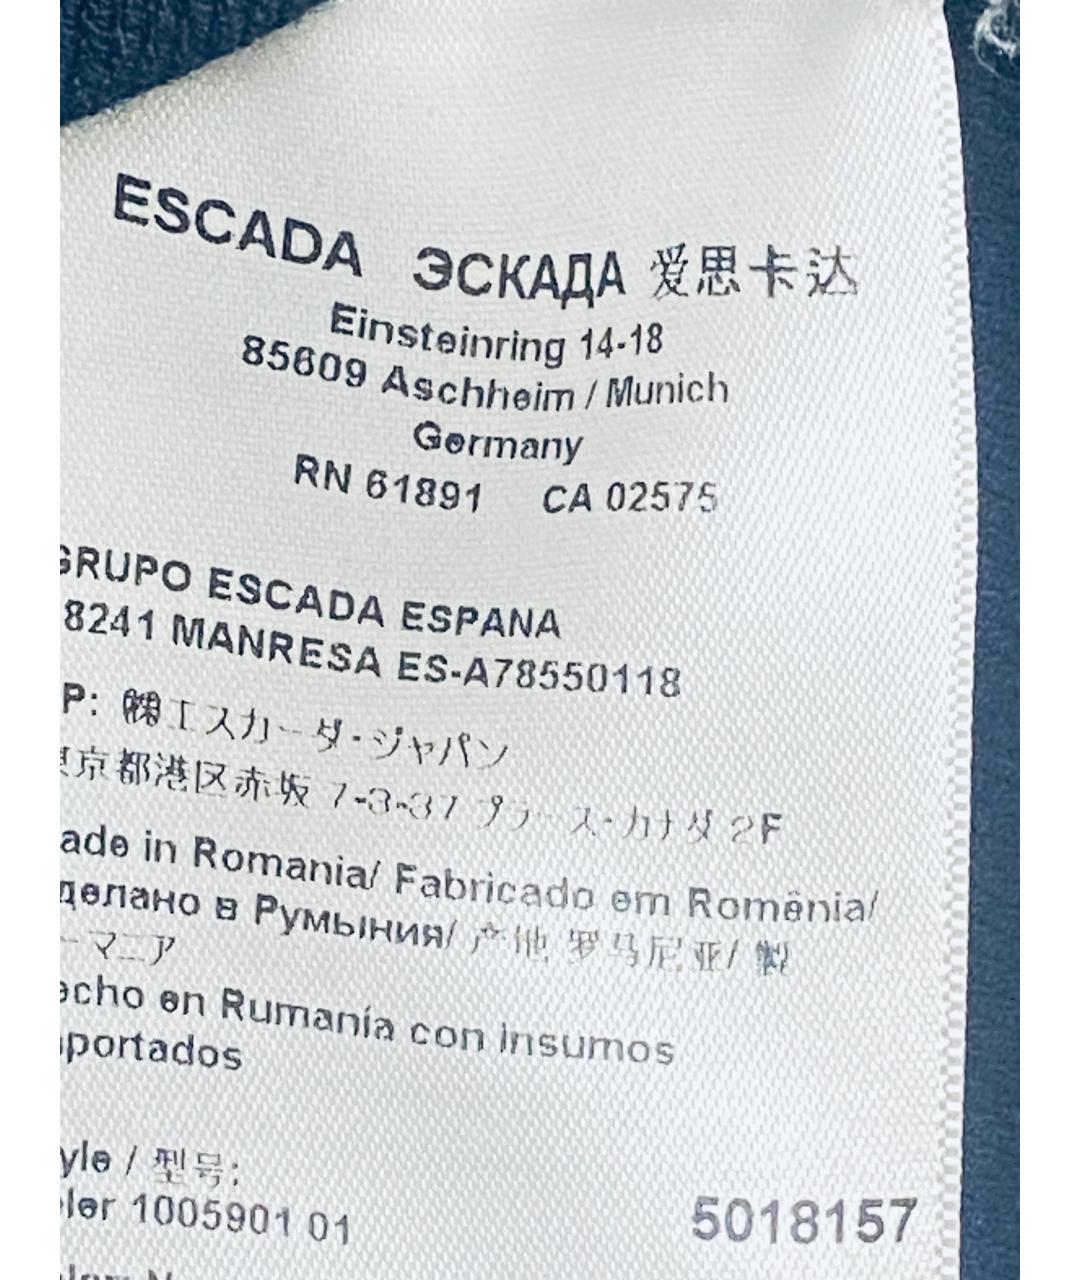 ESCADA ЭСКАДА 爱思卡达
Einsteinring 14-18
85609 Aschheim / Munich
Germany
RN 61891 CA 02575
GRUPO ESCADA ESPANA
8241 MANRESA ES-A78550118
P: ㈱エスカーダ・ジャパン
東京都港区赤坂 7-3-37 プラース・カナダ 2F
ade in Romania/ Fabricado em Romênia/
делано в Румыния/ 产地 罗马尼亚/ 製
ーマニア
echo en Rumanía con insumos
portados
yle / 型号:
ler 1005901 01
5018157